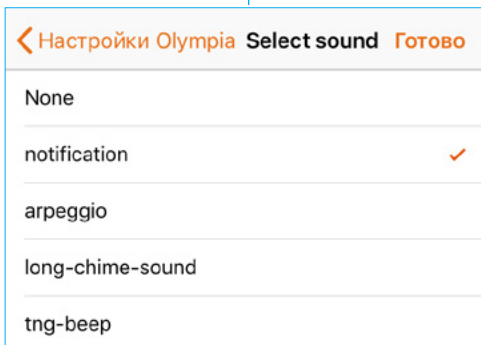 Настройки Olympia Select sound Готово
None
notification
arpeggio
long-chime-sound
tng-beep